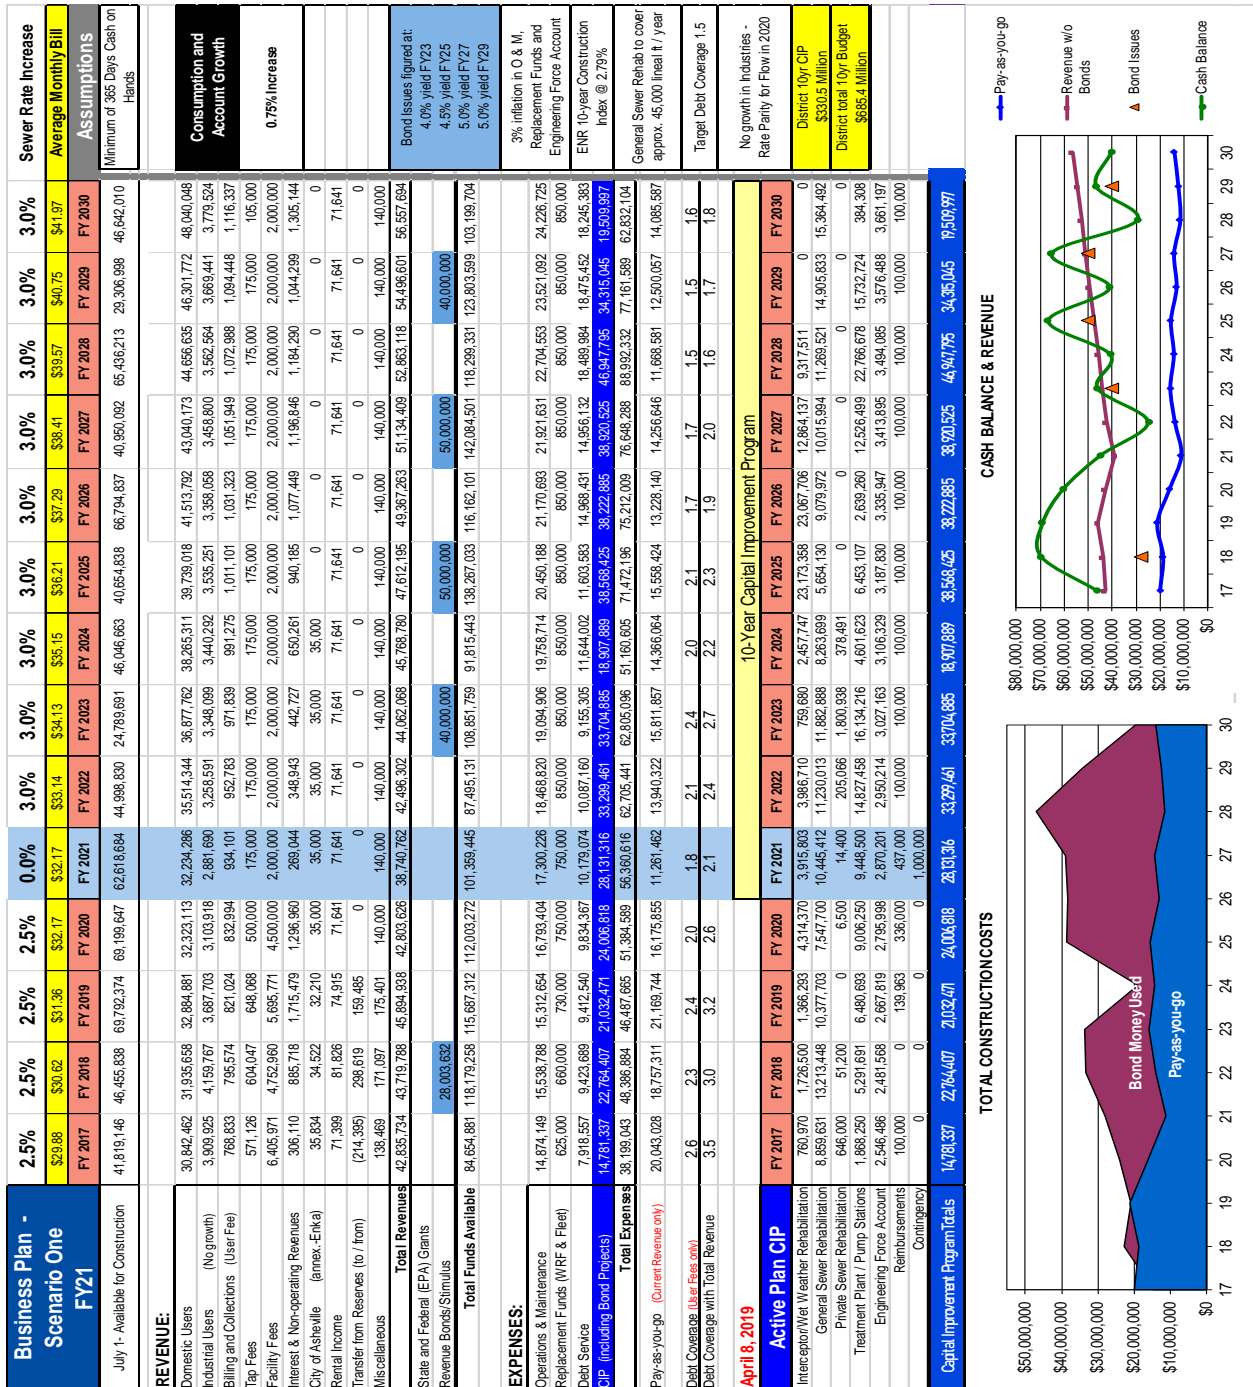 Business Plan - Scenario One FY21
2.5% 2.5% 2.5% 2.5% 0.0% 3.0% 3.0% 3.0% 3.0% 3.0% 3.0% 3.0% 3.0% 3.0% Sewer Rate Increase
$29.88 $30.62 $31.36 $32.17 $32.17 $33.14 $34.13 $35.15 $36.21 $37.29 $38.41 $39.57 $40.75 $41.97 Average Monthly Bill
FY 2017 FY 2018 FY 2019 FY 2020 FY 2021 FY 2022 FY 2023 FY 2024 FY 2025 FY 2026 FY 2027 FY 2028 FY 2029 FY 2030 Assumptions
July 1- Available for Construction 41,819,146 46,455,638 69,792,374 69,199,647 62,618,684 44,998,830 24,789,691 46,046,663 40,654,838 66,794,837 40,950,092 65,436,213 29,306,998 46,642,010 Minimum of 365 Days Cash on Hands
REVENUE:
Domestic Users 30,842,462 31,935,658 32,884,881 32,323,113 32,234,286 35,514,344 36,877,762 38,265,311 39,739,018 41,513,792 43,040,173 44,656,635 46,301,772 48,040,048 Consumption and Account Growth
Industrial Users (No growth) 3,909,925 4,159,767 3,687,703 3,103,918 2,881,690 3,258,591 3,348,099 3,440,292 3,535,251 3,358,058 3,458,800 3,562,564 3,669,441 3,779,524
Billing and Collections (User Fee) 768,833 795,574 821,024 832,994 934,101 952,783 971,839 991,275 1,011,101 1,031,323 1,051,949 1,072,988 1,094,448 1,116,337
Tap Fees 571,126 604,047 648,068 500,000 175,000 175,000 175,000 175,000 175,000 175,000 175,000 175,000 175,000 105,000 0.75% Increase
Facility Fees 6,405,971 4,752,960 5,695,771 4,500,000 2,000,000 2,000,000 2,000,000 2,000,000 2,000,000 2,000,000 2,000,000 2,000,000 2,000,000 2,000,000
Interest & Non-operating Revenues 306,110 885,718 1,715,479 1,296,960 269,044 348,943 442,727 650,261 940,185 1,077,449 1,196,846 1,184,290 1,044,299 1,305,144
City of Asheville (annex.-Enka) 35,834 34,522 32,210 35,000 35,000 35,000 35,000 35,000 0 0 0 0 0 0
Rental Income 71,399 81,826 74,915 71,641 71,641 71,641 71,641 71,641 71,641 71,641 71,641 71,641 71,641 71,641
Transfer from Reserves (to / from) (214,395) 298,619 159,485 0
Miscellaneous 138,469 171,097 175,401 140,000 140,000 140,000 140,000 140,000 140,000 140,000 140,000 140,000 140,000 140,000
Total Revenues 42,835,734 43,719,788 45,894,938 42,803,626 38,740,762 42,496,302 44,062,068 45,768,780 47,612,195 49,367,263 51,134,409 52,863,118 54,496,601 56,557,694
State and Federal (EPA) Grants
Revenue Bonds/Stimulus 28,003,632 40,000,000 50,000,000 50,000,000 40,000,000
Bond Issues figured at:
4.0% yield FY23
4.5% yield FY25
5.0% yield FY27
5.0% yield FY29
Total Funds Available 84,654,881 118,179,258 115,687,312 112,003,272 101,359,445 87,495,131 108,851,759 91,815,443 138,267,033 116,162,101 142,084,501 118,299,331 123,803,599 103,199,704
EXPENSES:
Operations & Maintenance 14,874,149 15,538,788 15,312,654 16,793,404 17,300,226 18,468,820 19,094,906 19,758,714 20,450,188 21,170,693 21,921,631 22,704,553 23,521,092 24,226,725
Replacement Funds (WRF & Fleet) 625,000 660,000 730,000 750,000 750,000 850,000 850,000 850,000 850,000 850,000 850,000 850,000 850,000 850,000
3% inflation in O & M, Replacement Funds and Engineering Force Account
Debt Service 7,918,557 9,423,689 9,412,540 9,834,367 10,179,074 10,087,160 9,155,305 11,644,002 11,603,583 14,968,431 14,956,132 18,489,984 18,475,452 18,245,383
CIP (including Bond Projects) 14,781,337 22,764,407 21,032,471 24,006,818 28,131,316 33,299,461 33,704,885 18,907,889 38,568,425 38,222,885 38,920,525 46,947,795 34,315,045 19,509,997
ENR 10-year Construction Index @ 2.79%
Total Expenses 38,199,043 48,386,884 46,487,665 51,384,589 56,360,616 62,705,441 62,805,096 51,160,605 71,472,196 75,212,009 76,648,288 88,992,332 77,161,589 62,832,104
Pay-as-you-go (Current Revenue only) 20,043,028 18,757,311 21,169,744 16,175,855 11,261,462 13,940,322 15,811,857 14,366,064 15,558,424 13,228,140 14,256,646 11,668,581 12,500,057 14,085,587
General Sewer Rehab to cover approx. 45,000 lineal ft / year
Debt Coverage (User Fees only) 2.6 2.3 2.4 2.0 1.8 2.1 2.4 2.0 2.1 1.7 1.7 1.5 1.5 1.6 Target Debt Coverage 1.5
Debt Coverage with Total Revenue 3.5 3.0 3.2 2.6 2.1 2.4 2.7 2.2 2.3 1.9 2.0 1.6 1.7 1.8
April 8, 2019
10-Year Capital Improvement Program
No growth in Industries - Rate Parity for Flow in 2020
Active Plan CIP FY 2017 FY 2018 FY 2019 FY 2020 FY 2021 FY 2022 FY 2023 FY 2024 FY 2025 FY 2026 FY 2027 FY 2028 FY 2029 FY 2030
Interceptor/Wet Weather Rehabilitation 760,970 1,726,500 1,366,293 4,314,370 3,915,803 3,986,710 759,680 2,457,747 23,173,358 23,067,706 12,864,137 9,317,511 0 0
General Sewer Rehabilitation 8,859,631 13,213,448 10,377,703 7,547,700 10,445,412 11,230,013 11,882,888 8,263,699 5,654,130 9,079,972 10,015,994 11,269,521 14,905,833 15,364,492
District 10yr CIP $330.5 Million
Private Sewer Rehabilitation 646,000 51,200 0 6,500 14,400 205,066 1,800,938 378,491 0 0 0 0 0 0
Treatment Plant / Pump Stations 1,868,250 5,291,691 6,480,693 9,006,250 9,448,500 14,827,458 16,134,216 4,601,623 6,453,107 2,639,260 12,526,499 22,766,678 15,732,724 384,308
District total 10yr Budget $685.4 Million
Engineering Force Account 2,546,486 2,481,568 2,667,819 2,795,998 2,870,201 2,950,214 3,027,163 3,106,329 3,187,830 3,335,947 3,413,895 3,494,085 3,576,488 3,661,197
Reimbursements 100,000 0 139,963 336,000 437,000 100,000 100,000 100,000 100,000 100,000 100,000 100,000 100,000 100,000
Contingency 0 0 0 1,000,000
Capital Improvement Program Totals 14,781,337 22,764,407 21,032,471 24,006,818 28,131,316 33,299,461 33,704,885 18,907,889 38,568,425 38,222,885 38,920,525 46,947,795 34,315,045 19,509,997
TOTAL CONSTRUCTION COSTS
$50,000,000
$40,000,000
$30,000,000
$20,000,000
$10,000,000
$0
Bond Money Used
Pay-as-you-go
17 18 19 20 21 22 23 24 25 26 27 28 29 30
CASH BALANCE & REVENUE
$80,000,000
$70,000,000
$60,000,000
$50,000,000
$40,000,000
$30,000,000
$20,000,000
$10,000,000
$0
17 18 19 20 21 22 23 24 25 26 27 28 29 30
Pay-as-you-go
Revenue w/o Bonds
Bond Issues
Cash Balance